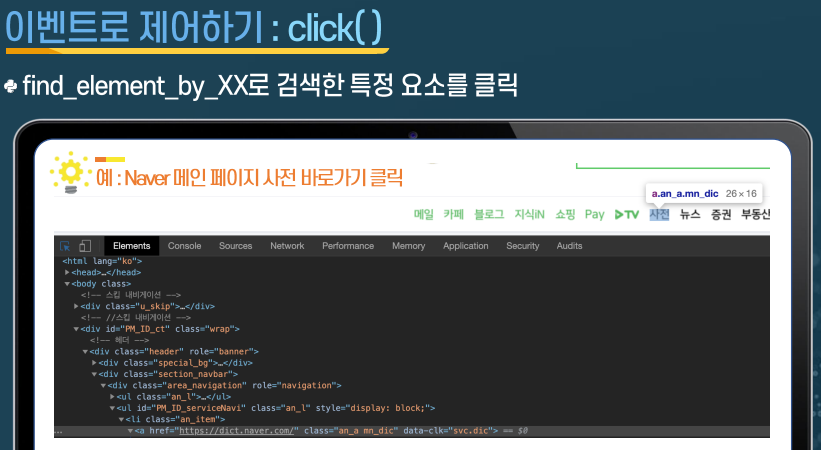 이벤트로 제어하기 : click()
find_element_by_XX로 검색한 특정 요소를 클릭
예 : Naver 메인 페이지 사전 바로가기 클릭
a.an_a.mn_dic 26 × 16
메일 카페 블로그 지식iN 쇼핑 Pay ▷TV 사전 뉴스 증권 부동산
Elements Console Sources Network Performance Memory Application Security Audits
<html lang="ko">
▶<head>…</head>
▼<body class>
<!-- 스킵 내비게이션 -->
▶<div class="u_skip">…</div>
<!-- //스킵 내비게이션 -->
▼<div id="PM_ID_ct" class="wrap">
<!-- 헤더 -->
▼<div class="header" role="banner">
▶<div class="special_bg">…</div>
▼<div class="section_navbar">
▼<div class="area_navigation" role="navigation">
▶<ul class="an_l">…</ul>
▼<ul id="PM_ID_serviceNavi" class="an_l" style="display: block;">
▼<li class="an_item">
… ▼<a href="https://dict.naver.com/" class="an_a mn_dic" data-clk="svc.dic"> == $0